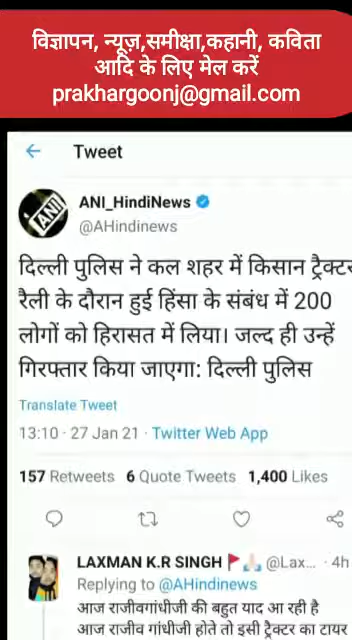 विज्ञापन, न्यूज़,समीक्षा,कहानी, कविता
आदि के लिए मेल करें
prakhargoonj@gmail.com
Tweet
ANI
ANI_HindiNews
@AHindinews
दिल्ली पुलिस ने कल शहर में किसान ट्रैक्टर
रैली के दौरान हुई हिंसा के संबंध में 200
लोगों को हिरासत में लिया। जल्द ही उन्हें
गिरफ्तार किया जाएगा: दिल्ली पुलिस
Translate Tweet
13:10 · 27 Jan 21 · Twitter Web App
157 Retweets 6 Quote Tweets 1,400 Likes
LAXMAN K.R SINGH @Lax... · 4h
Replying to @AHindinews
आज राजीवगांधीजी की बहुत याद आ रही है
आज राजीव गांधीजी होते तो इसी ट्रैक्टर का टायर